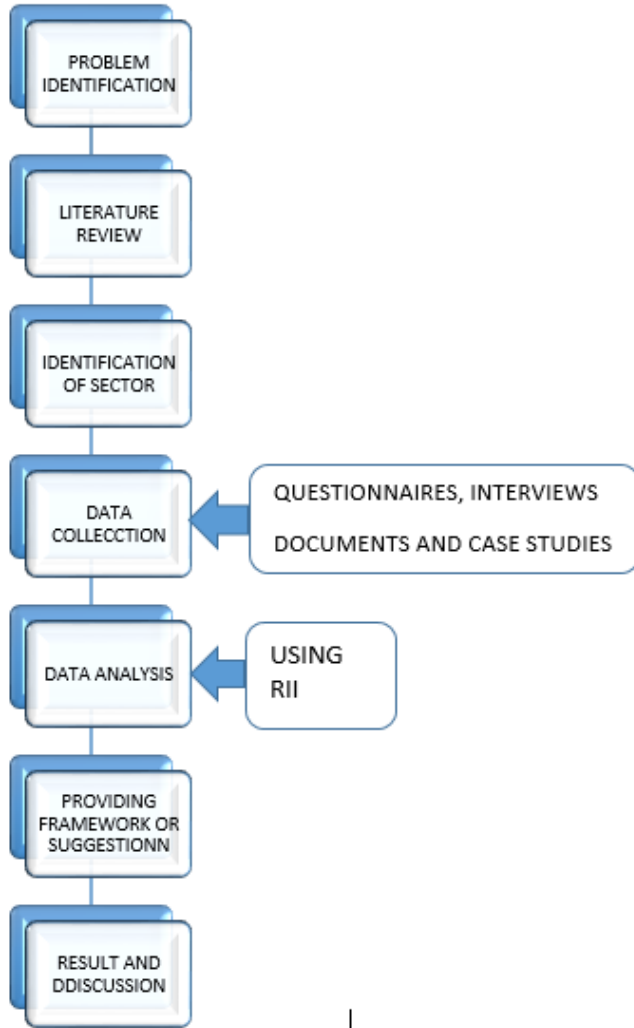 PROBLEM
IDENTIFICATION
LITERATURE
REVIEW
IDENTIFICATION
OF SECTOR
DATA
COLLECCTION
QUESTIONNAIRES, INTERVIEWS
DOCUMENTS AND CASE STUDIES
DATA ANALYSIS
USING
RII
PROVIDING
FRAMEWORK OR
SUGGESTIONN
RESULT AND
DDISCUSSION